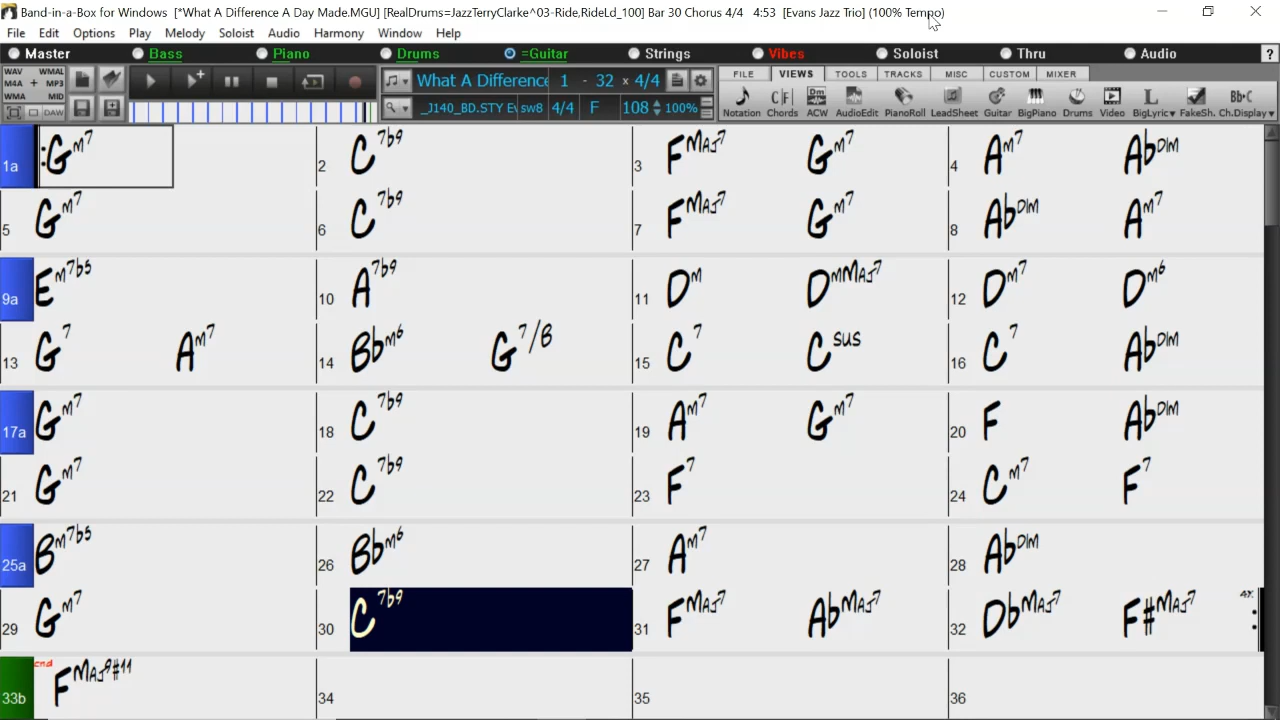 Band-in-a-Box for Windows [*What A Difference A Day Made.MGU] [RealDrums=JazzTerryClarke^03-Ride,RideLd_100] Bar 30 Chorus 4/4 4:53 [Evans Jazz Trio] (100% Tempo)
File Edit Options Play Melody Soloist Audio Harmony Window Help
Master Bass Piano Drums =Guitar Strings Vibes Soloist Thru Audio ?
WAV WMAL
M4A + MP3
WMA MID
DAW
What A Difference 1 - 32 x 4/4
_J140_BD.STY Ev sw8 4/4 F 108 100%
FILE VIEWS TOOLS TRACKS MISC CUSTOM MIXER
Notation Chords ACW AudioEdit PianoRoll LeadSheet Guitar BigPiano Drums Video BigLyric FakeSh. Ch.Display
1a Gm7 2 C7b9 3 FMaj7 Gm7 4 Am7 AbDIM
5 Gm7 6 C7b9 7 FMaj7 Gm7 8 AbDIM Am7
9a Em7b5 10 A7b9 11 Dm DmMaj7 12 Dm7 Dm6
13 G7 Am7 14 Bbm6 G7/B 15 C7 Csus 16 C7 AbDIM
17a Gm7 18 C7b9 19 Am7 Gm7 20 F AbDIM
21 Gm7 22 C7b9 23 F7 24 Cm7 F7
25a Bm7b5 26 Bbm6 27 Am7 28 AbDIM
29 Gm7 30 C7b9 31 FMaj7 AbMaj7 32 DbMaj7 F#Maj7 4X
33b end FMaj9#11 34 35 36